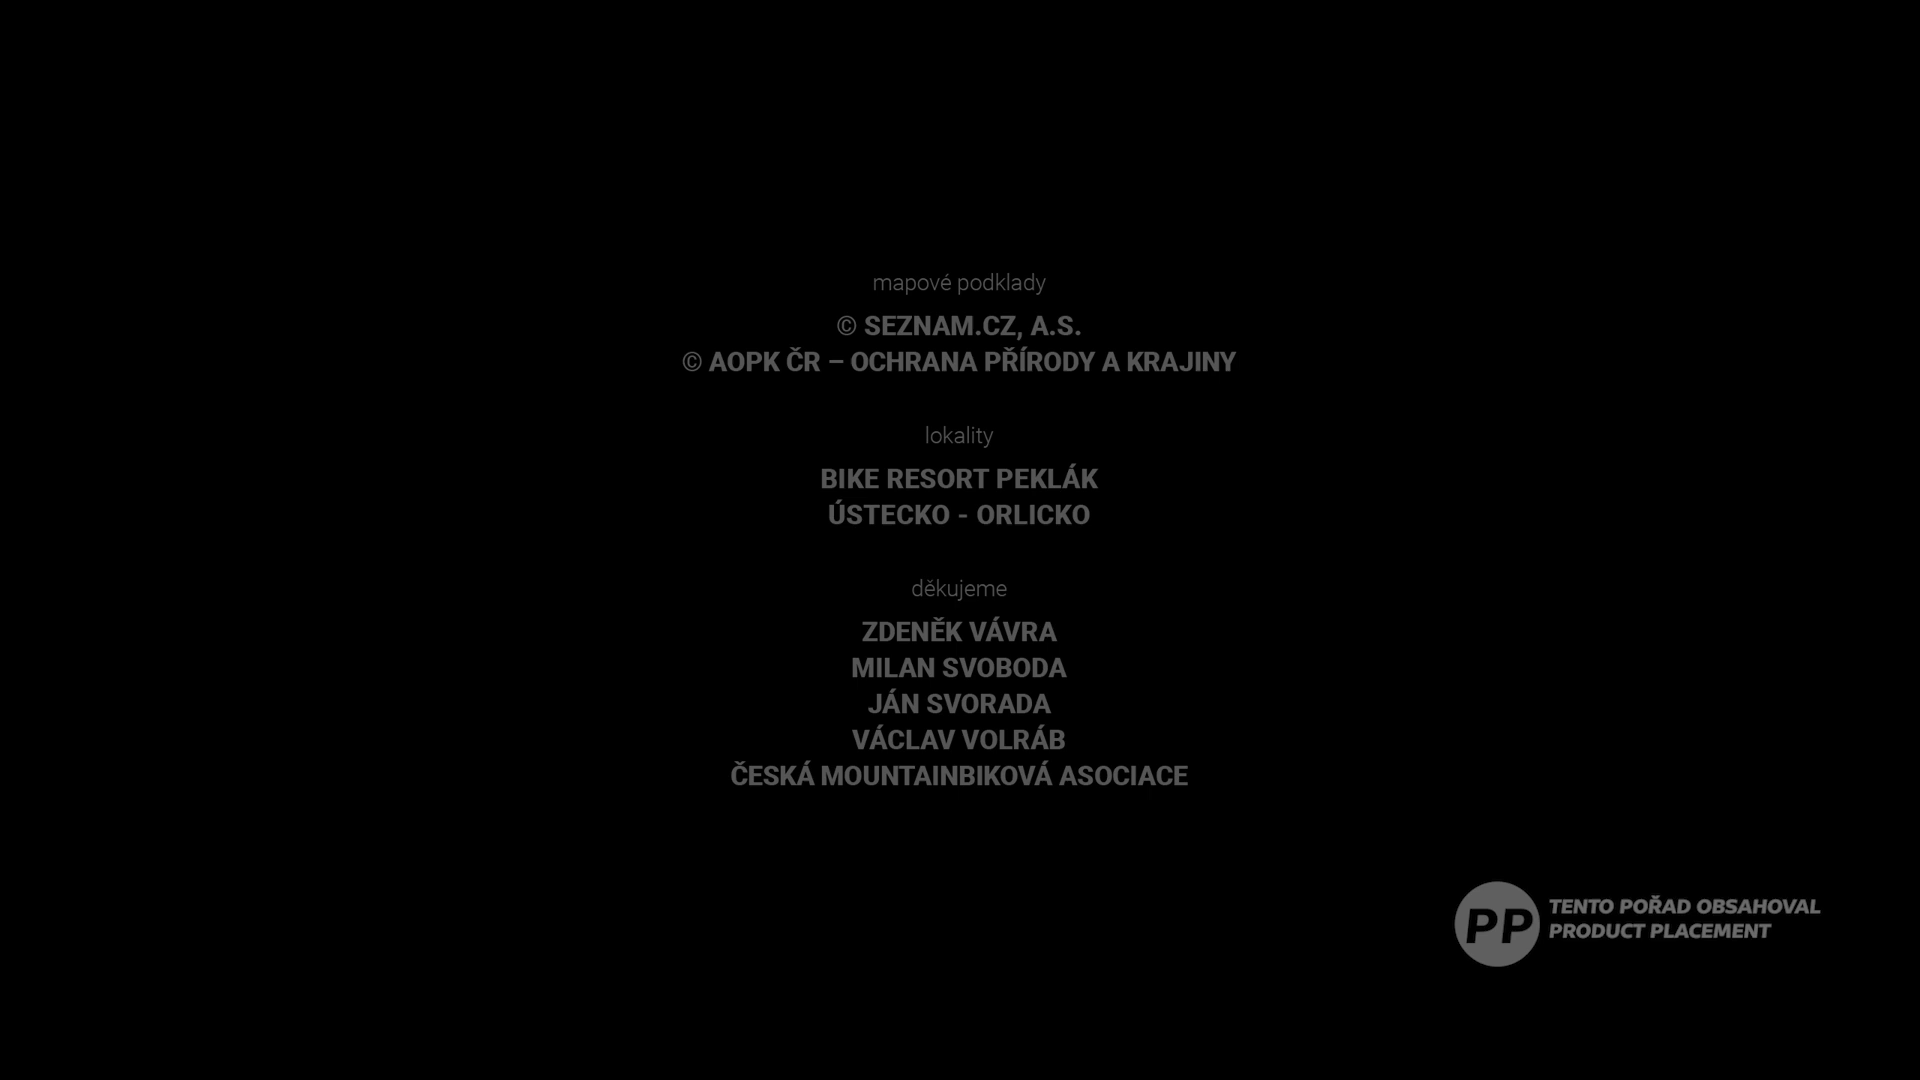 mapové podklady
© SEZNAM.CZ, A.S.
© AOPK ČR – OCHRANA PŘÍRODY A KRAJINY
lokality
BIKE RESORT PEKLÁK
ÚSTECKO - ORLICKO
děkujeme
ZDENĚK VÁVRA
MILAN SVOBODA
JÁN SVORADA
VÁCLAV VOLRÁB
ČESKÁ MOUNTAINBIKOVÁ ASOCIACE
PP
TENTO POŘAD OBSAHOVAL
PRODUCT PLACEMENT